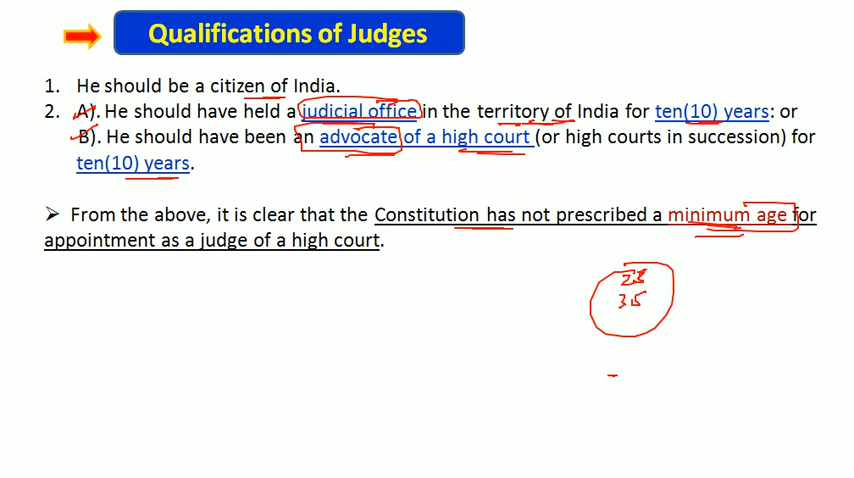 Qualifications of Judges
1. He should be a citizen of India.
2. A). He should have held a judicial office in the territory of India for ten(10) years: or
B). He should have been an advocate of a high court (or high courts in succession) for
ten(10) years.
➢ From the above, it is clear that the Constitution has not prescribed a minimum age for
appointment as a judge of a high court.
35